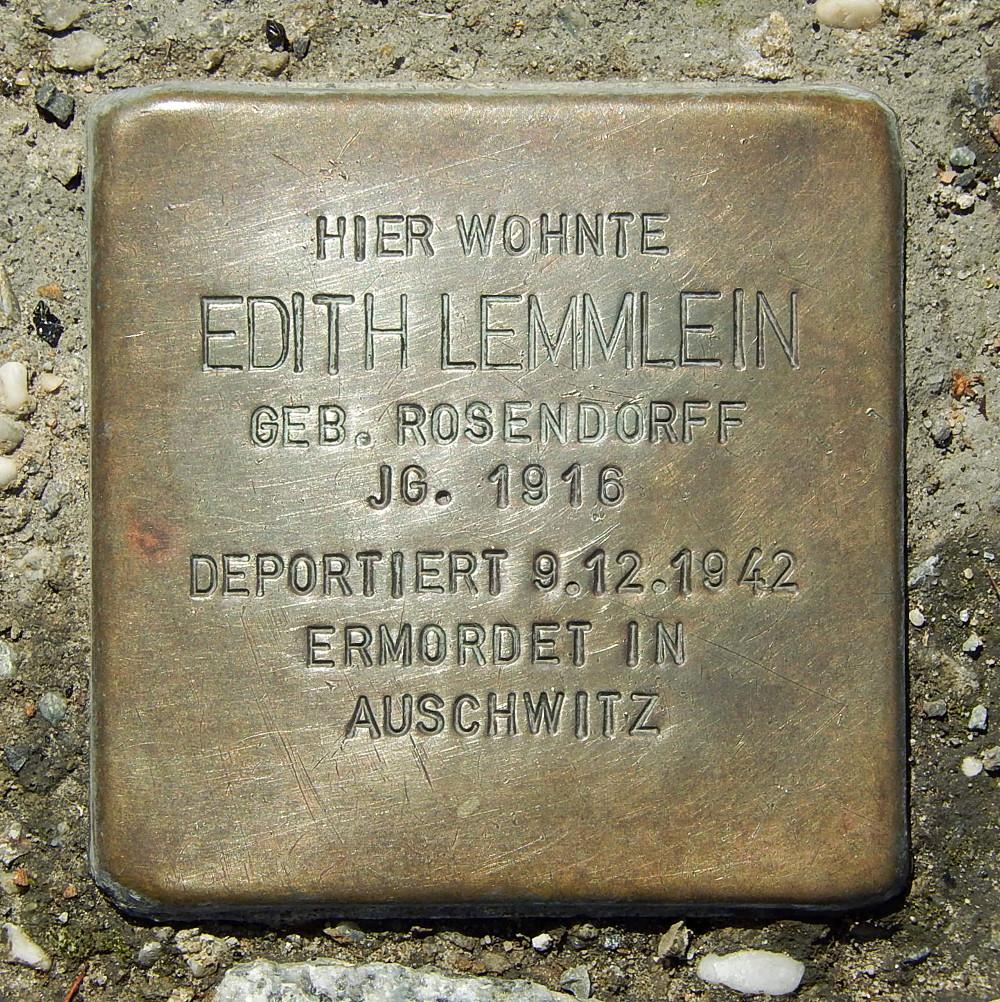 HIER WOHNTE
EDITH LEMMLEIN
GEB. ROSENDORFF
JG. 1916
DEPORTIERT 9.12.1942
ERMORDET IN
AUSCHWITZ